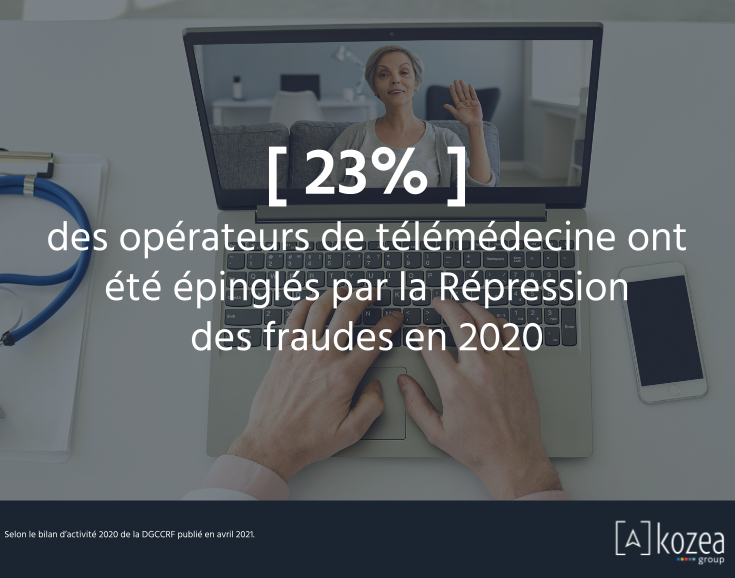 [ 23% ]
des opérateurs de télémédecine ont
été épinglés par la Répression
des fraudes en 2020
Selon le bilan d'activité 2020 de la DGCCRF publié en avril 2021.
[A]kozea
group